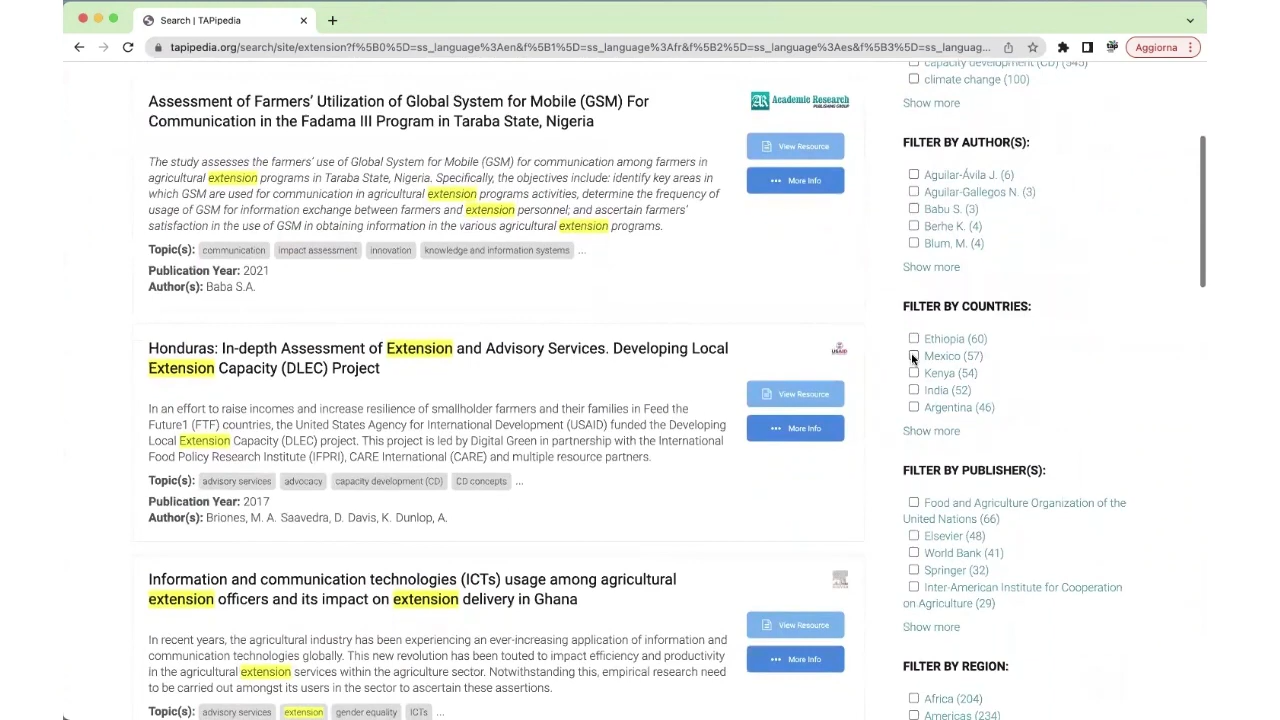 Search | TAPipedia
tapipedia.org/search/site/extension?f%5B0%5D=ss_language%3Aen&f%5B1%5D=ss_language%3Afr&f%5B2%5D=ss_language%3Aes&f%5B3%5D=ss_languag...
Aggiorna
Assessment of Farmers’ Utilization of Global System for Mobile (GSM) For
Communication in the Fadama III Program in Taraba State, Nigeria
Academic Research
PUBLISHING GROUP
View Resource
More Info
The study assesses the farmers’ use of Global System for Mobile (GSM) for communication among farmers in
agricultural extension programs in Taraba State, Nigeria. Specifically, the objectives include: identify key areas in
which GSM are used for communication in agricultural extension programs activities, determine the frequency of
usage of GSM for information exchange between farmers and extension personnel; and ascertain farmers’
satisfaction in the use of GSM in obtaining information in the various agricultural extension programs.
Topic(s): communication impact assessment innovation knowledge and information systems ...
Publication Year: 2021
Author(s): Baba S.A.
Honduras: In-depth Assessment of Extension and Advisory Services. Developing Local
Extension Capacity (DLEC) Project
USAID
View Resource
More Info
In an effort to raise incomes and increase resilience of smallholder farmers and their families in Feed the
Future1 (FTF) countries, the United States Agency for International Development (USAID) funded the Developing
Local Extension Capacity (DLEC) project. This project is led by Digital Green in partnership with the International
Food Policy Research Institute (IFPRI), CARE International (CARE) and multiple resource partners.
Topic(s): advisory services advocacy capacity development (CD) CD concepts ...
Publication Year: 2017
Author(s): Briones, M. A. Saavedra, D. Davis, K. Dunlop, A.
Information and communication technologies (ICTs) usage among agricultural
extension officers and its impact on extension delivery in Ghana
View Resource
More Info
In recent years, the agricultural industry has been experiencing an ever-increasing application of information and
communication technologies globally. This new revolution has been touted to impact efficiency and productivity
in the agricultural extension services within the agriculture sector. Notwithstanding this, empirical research need
to be carried out amongst its users in the sector to ascertain these assertions.
Topic(s): advisory services extension gender equality ICTs ...
capacity development (CD) (545)
climate change (100)
Show more
FILTER BY AUTHOR(S):
Aguilar-Ávila J. (6)
Aguilar-Gallegos N. (3)
Babu S. (3)
Berhe K. (4)
Blum, M. (4)
Show more
FILTER BY COUNTRIES:
Ethiopia (60)
Mexico (57)
Kenya (54)
India (52)
Argentina (46)
Show more
FILTER BY PUBLISHER(S):
Food and Agriculture Organization of the
United Nations (66)
Elsevier (48)
World Bank (41)
Springer (32)
Inter-American Institute for Cooperation
on Agriculture (29)
Show more
FILTER BY REGION:
Africa (204)
Americas (234)